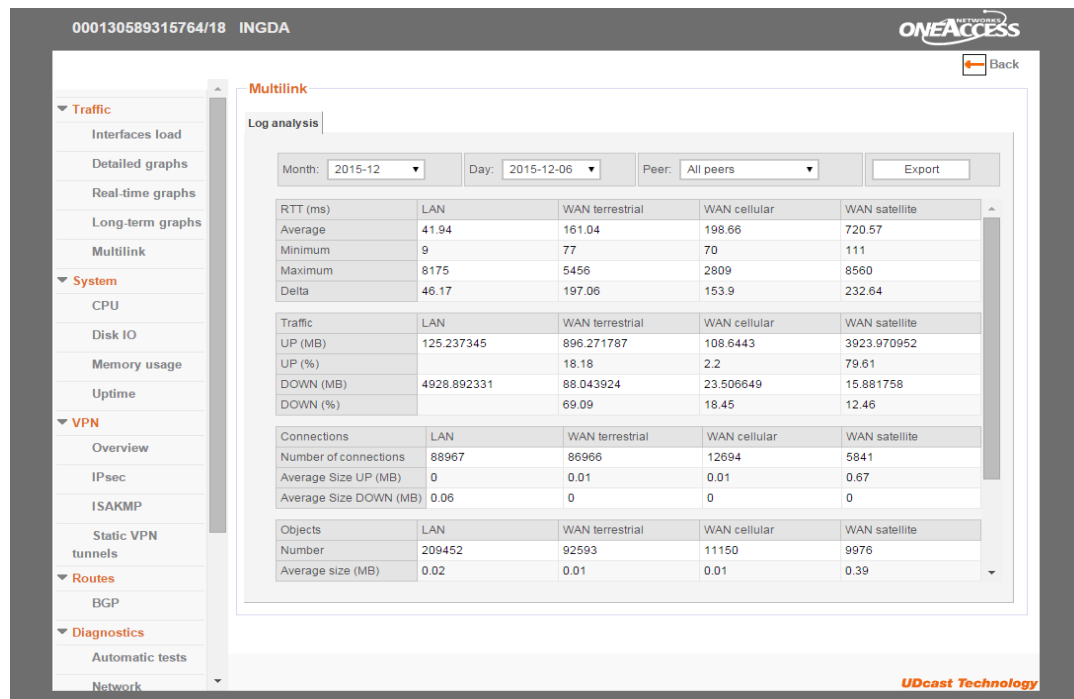 000130589315764/18 INGDA
ONEACCESS
NETWORKS
Back
Traffic
Interfaces load
Detailed graphs
Real-time graphs
Long-term graphs
Multilink
System
CPU
Disk IO
Memory usage
Uptime
VPN
Overview
IPsec
ISAKMP
Static VPN
tunnels
Routes
BGP
Diagnostics
Automatic tests
Network
Multilink
Log analysis
Month: 2015-12 Day: 2015-12-06 Peer: All peers Export
RTT (ms) LAN WAN terrestrial WAN cellular WAN satellite
Average 41.94 161.04 198.66 720.57
Minimum 9 77 70 111
Maximum 8175 5456 2809 8560
Delta 46.17 197.06 153.9 232.64
Traffic LAN WAN terrestrial WAN cellular WAN satellite
UP (MB) 125.237345 896.271787 108.6443 3923.970952
UP (%) 18.18 2.2 79.61
DOWN (MB) 4928.892331 88.043924 23.506649 15.881758
DOWN (%) 69.09 18.45 12.46
Connections LAN WAN terrestrial WAN cellular WAN satellite
Number of connections 88967 86966 12694 5841
Average Size UP (MB) 0 0.01 0.01 0.67
Average Size DOWN (MB) 0.06 0 0 0
Objects LAN WAN terrestrial WAN cellular WAN satellite
Number 209452 92593 11150 9976
Average size (MB) 0.02 0.01 0.01 0.39
UDcast Technology